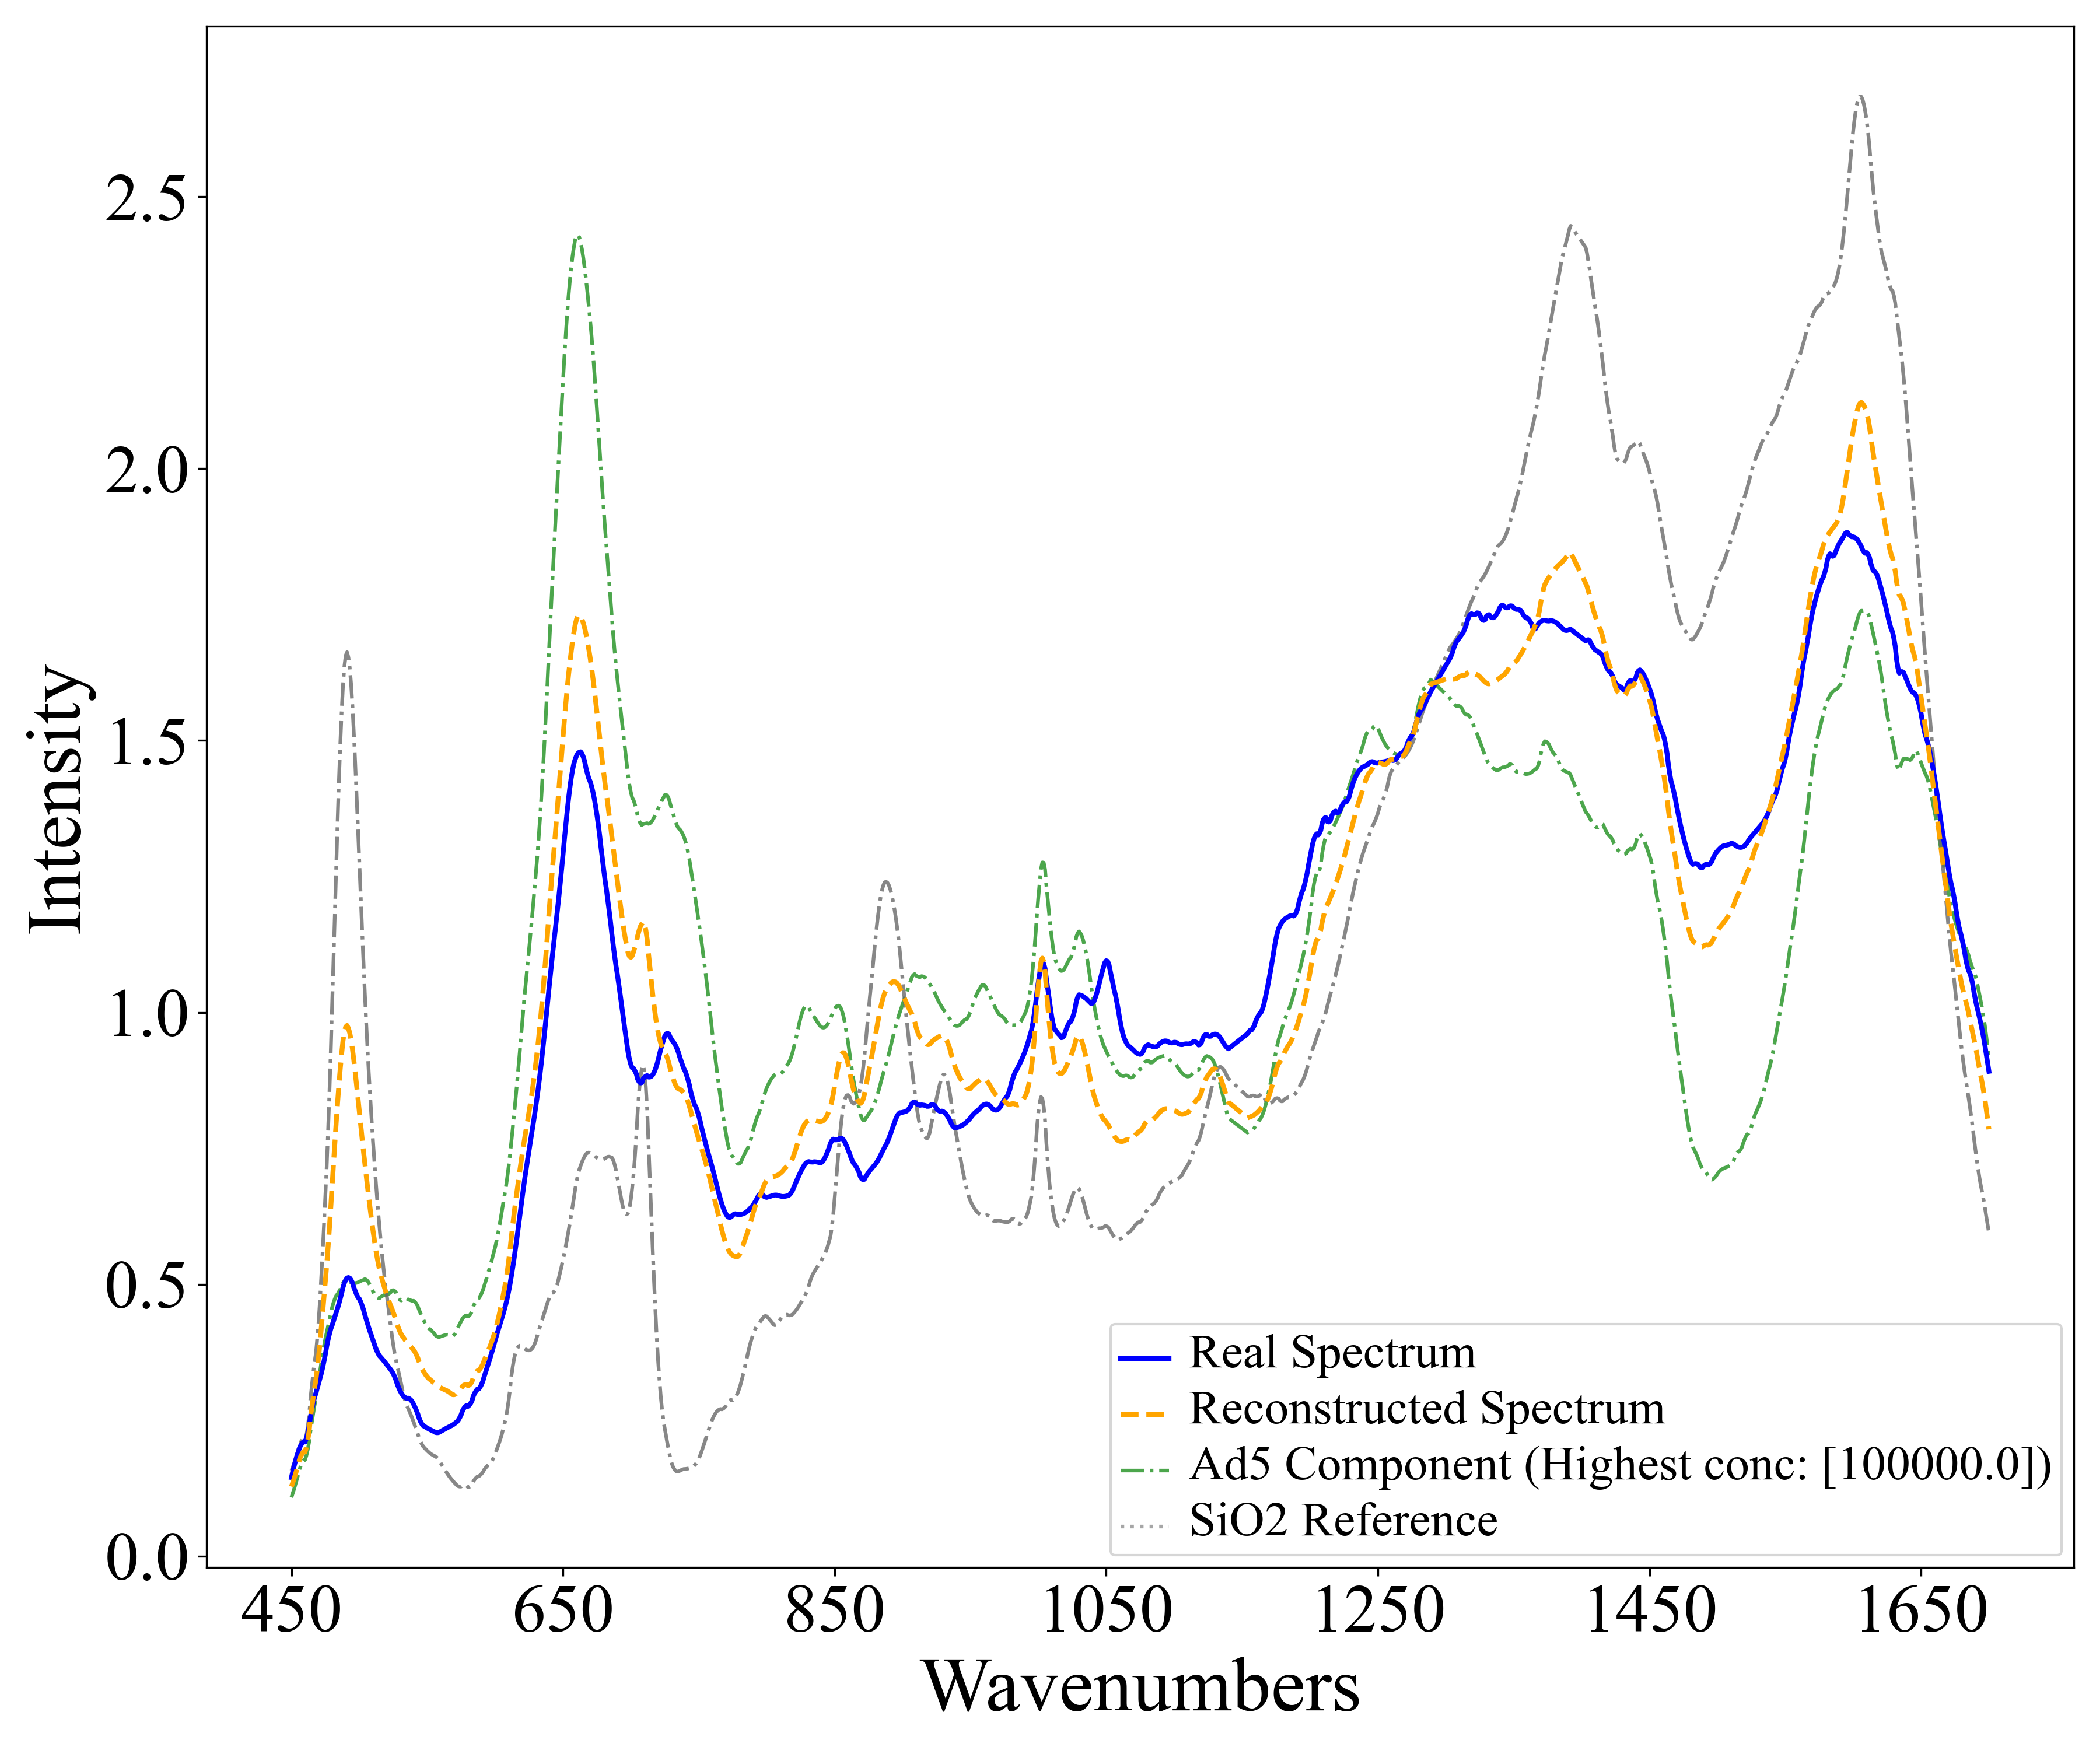 Intensity
2.5
2.0
1.5
1.0
0.5
0.0
450 650 850 1050 1250 1450 1650
Wavenumbers
Real Spectrum
Reconstructed Spectrum
Ad5 Component (Highest conc: [100000.0])
SiO2 Reference